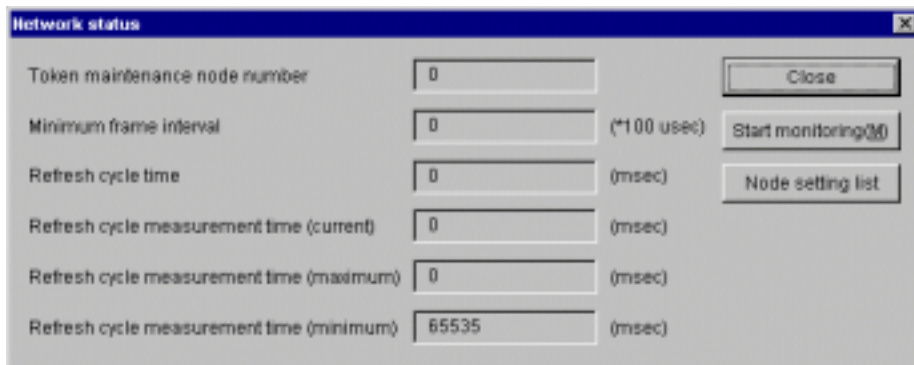 Network status
Token maintenance node number 0 Close
Minimum frame interval 0 (*100 usec) Start monitoring(M)
Refresh cycle time 0 (msec) Node setting list
Refresh cycle measurement time (current) 0 (msec)
Refresh cycle measurement time (maximum) 0 (msec)
Refresh cycle measurement time (minimum) 65535 (msec)